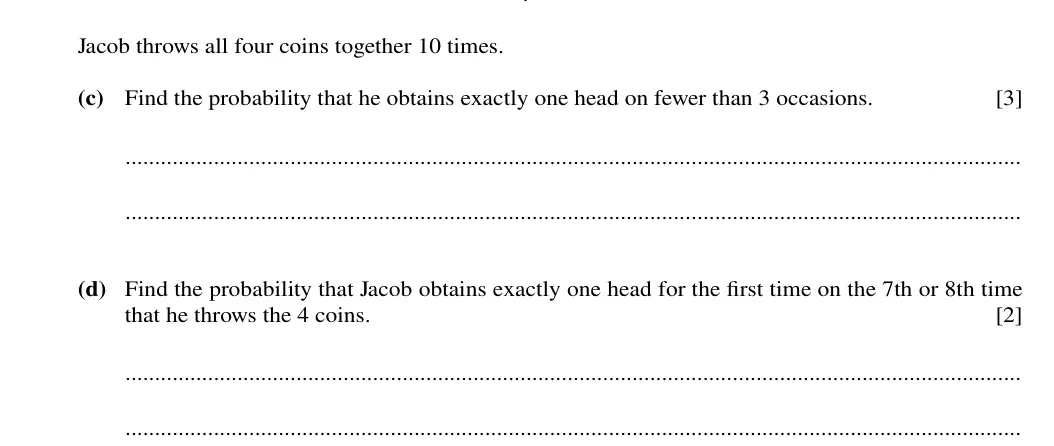 Jacob throws all four coins together 10 times.
(c) Find the probability that he obtains exactly one head on fewer than 3 occasions. [3]
(d) Find the probability that Jacob obtains exactly one head for the first time on the 7th or 8th time
that he throws the 4 coins. [2]